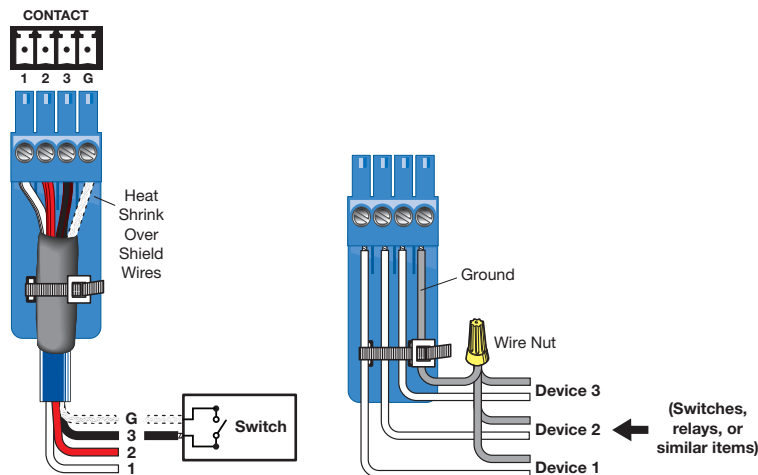 CONTACT
1 2 3 G
Heat
Shrink
Over
Shield
Wires
G
3
2
1
Switch
Ground
Wire Nut
Device 3
Device 2
Device 1
(Switches,
relays, or
similar items)